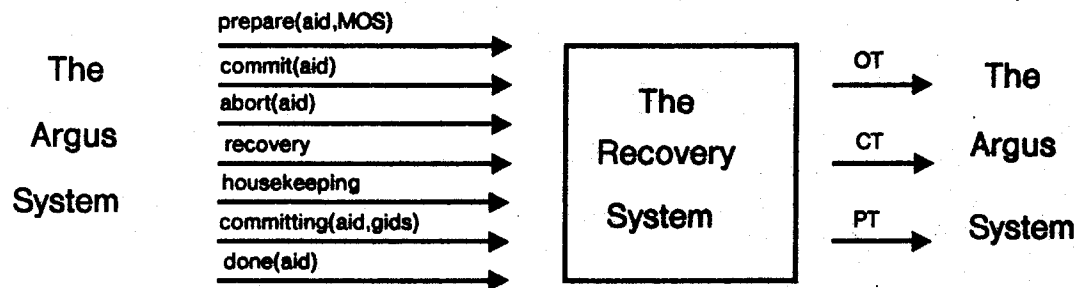 The
Argus
System
prepare(aid,MOS)
commit(aid)
abort(aid)
recovery
housekeeping
committing(aid,gids)
done(aid)
The
Recovery
System
OT
CT
PT
The
Argus
System